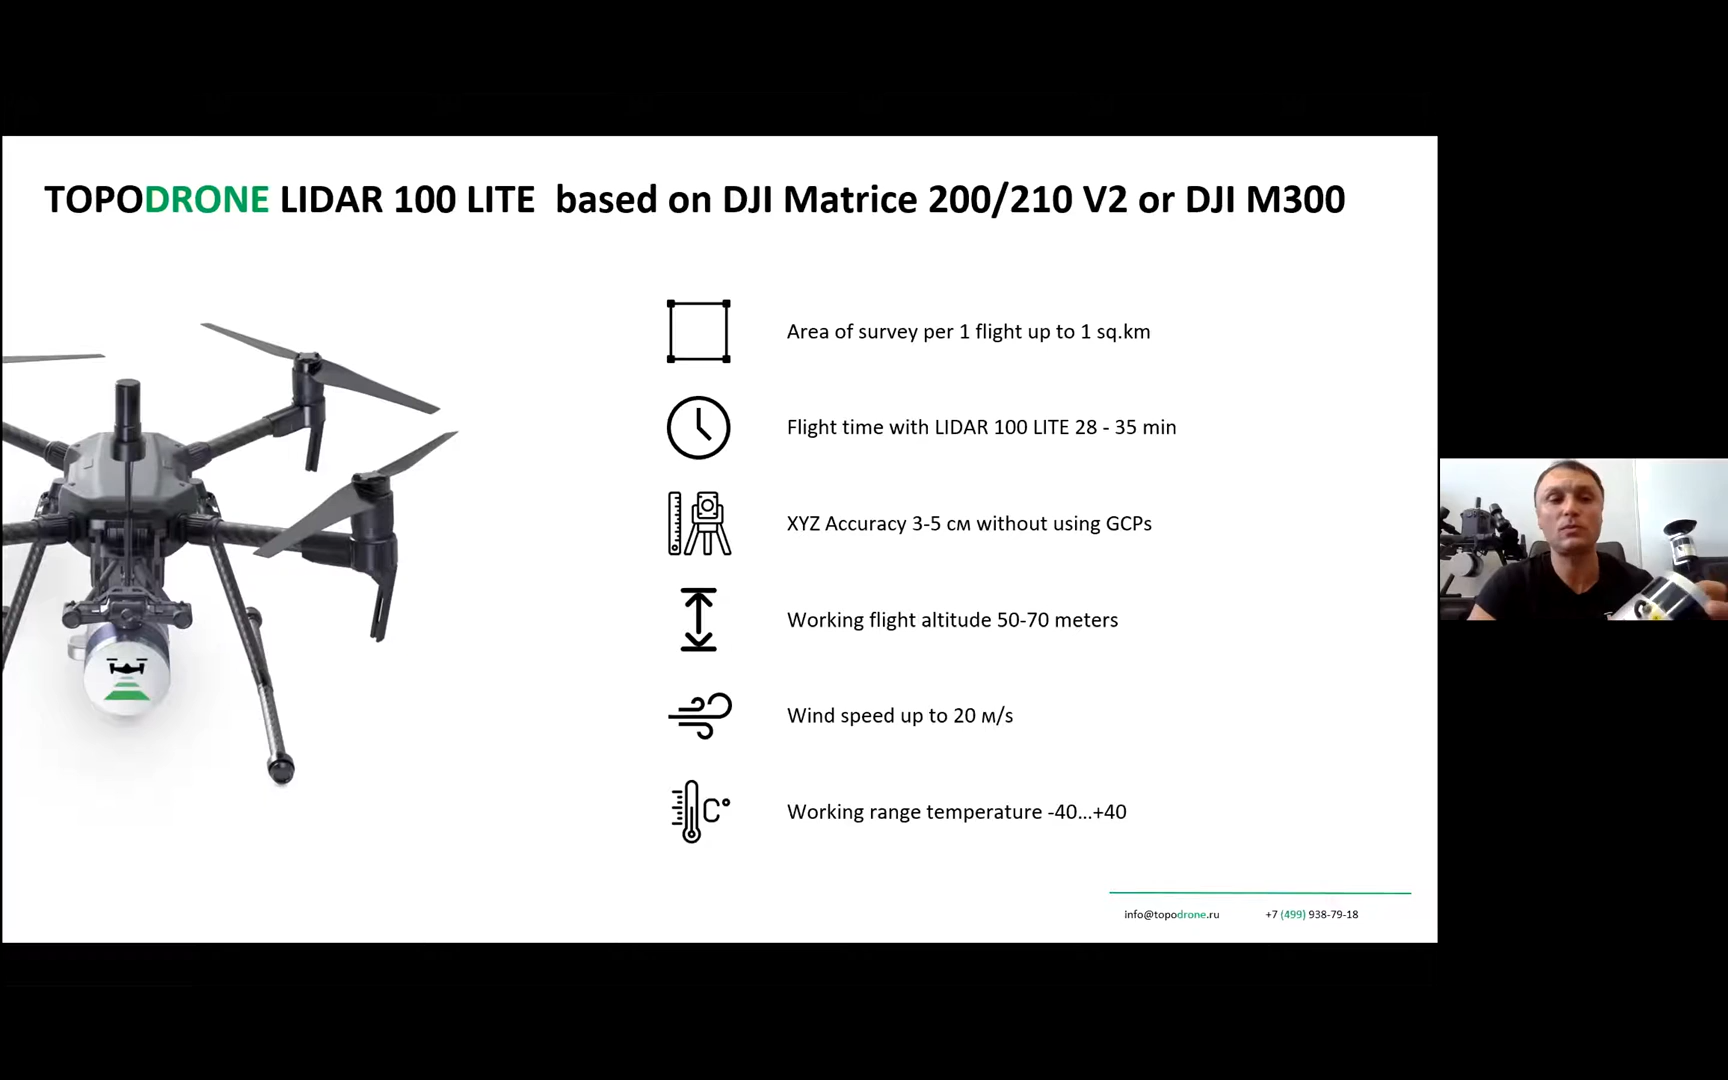 TOPODRONE LIDAR 100 LITE based on DJI Matrice 200/210 V2 or DJI M300
Area of survey per 1 flight up to 1 sq.km
Flight time with LIDAR 100 LITE 28 - 35 min
XYZ Accuracy 3-5 см without using GCPs
Working flight altitude 50-70 meters
Wind speed up to 20 м/s
C°
Working range temperature -40...+40
info@topodrone.ru +7 (499) 938-79-18